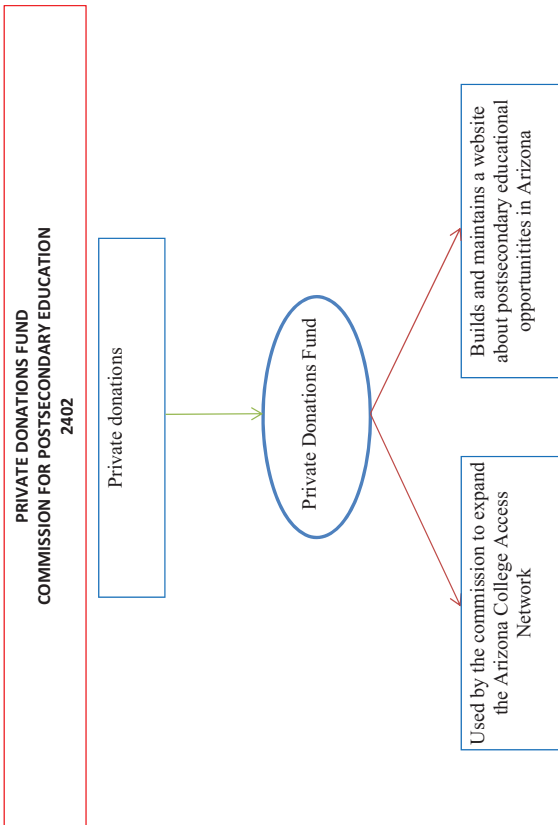 PRIVATE DONATIONS FUND
COMMISSION FOR POSTSECONDARY EDUCATION
2402
Private donations
Private Donations Fund
Used by the commission to expand
the Arizona College Access
Network
Builds and maintains a website
about postsecondary educational
opportunitites in Arizona